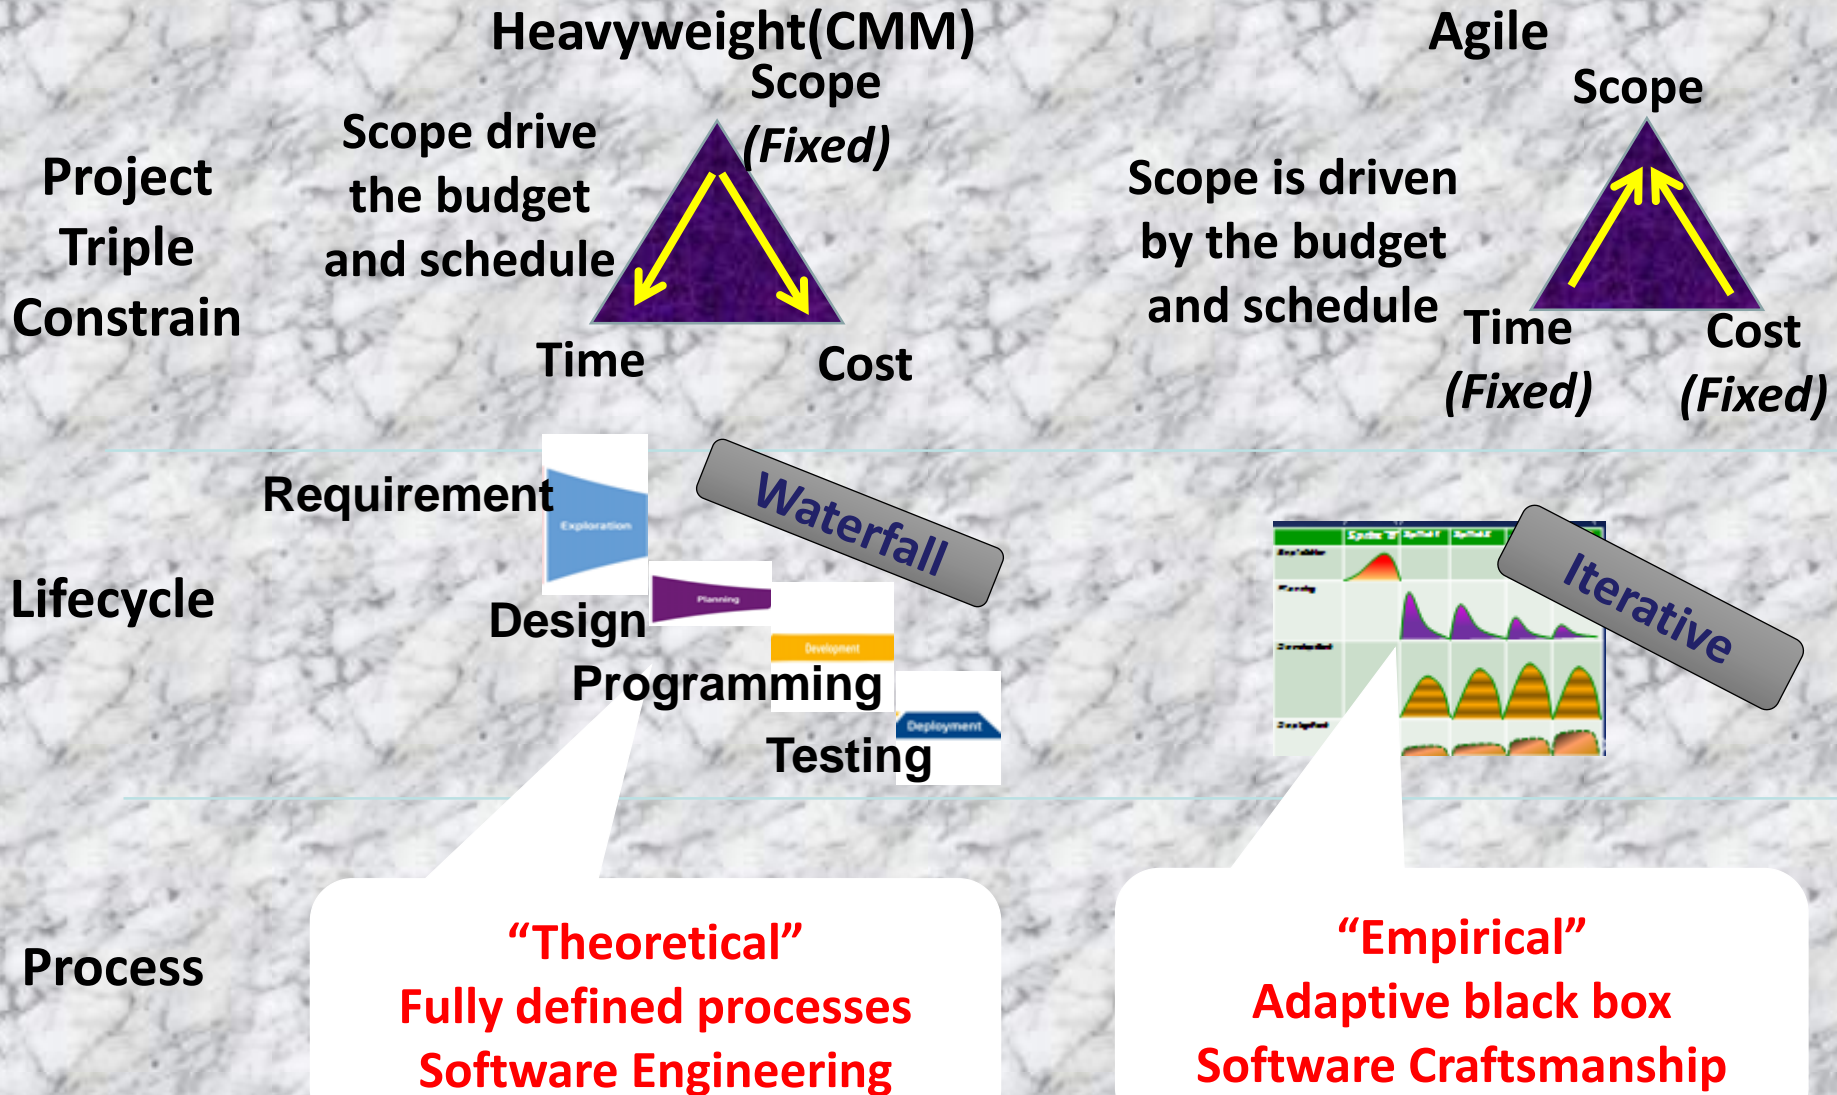 Heavyweight(CMM)
Agile
Project
Triple
Constrain
Scope drive
the budget
and schedule
Scope
(Fixed)
Time
Cost
Scope is driven
by the budget
and schedule
Scope
Time
(Fixed)
Cost
(Fixed)
Lifecycle
Requirement
Exploration
Waterfall
Design
Planning
Programming
Development
Testing
Deployment
Iterative
Process
“Theoretical”
Fully defined processes
Software Engineering
“Empirical”
Adaptive black box
Software Craftsmanship